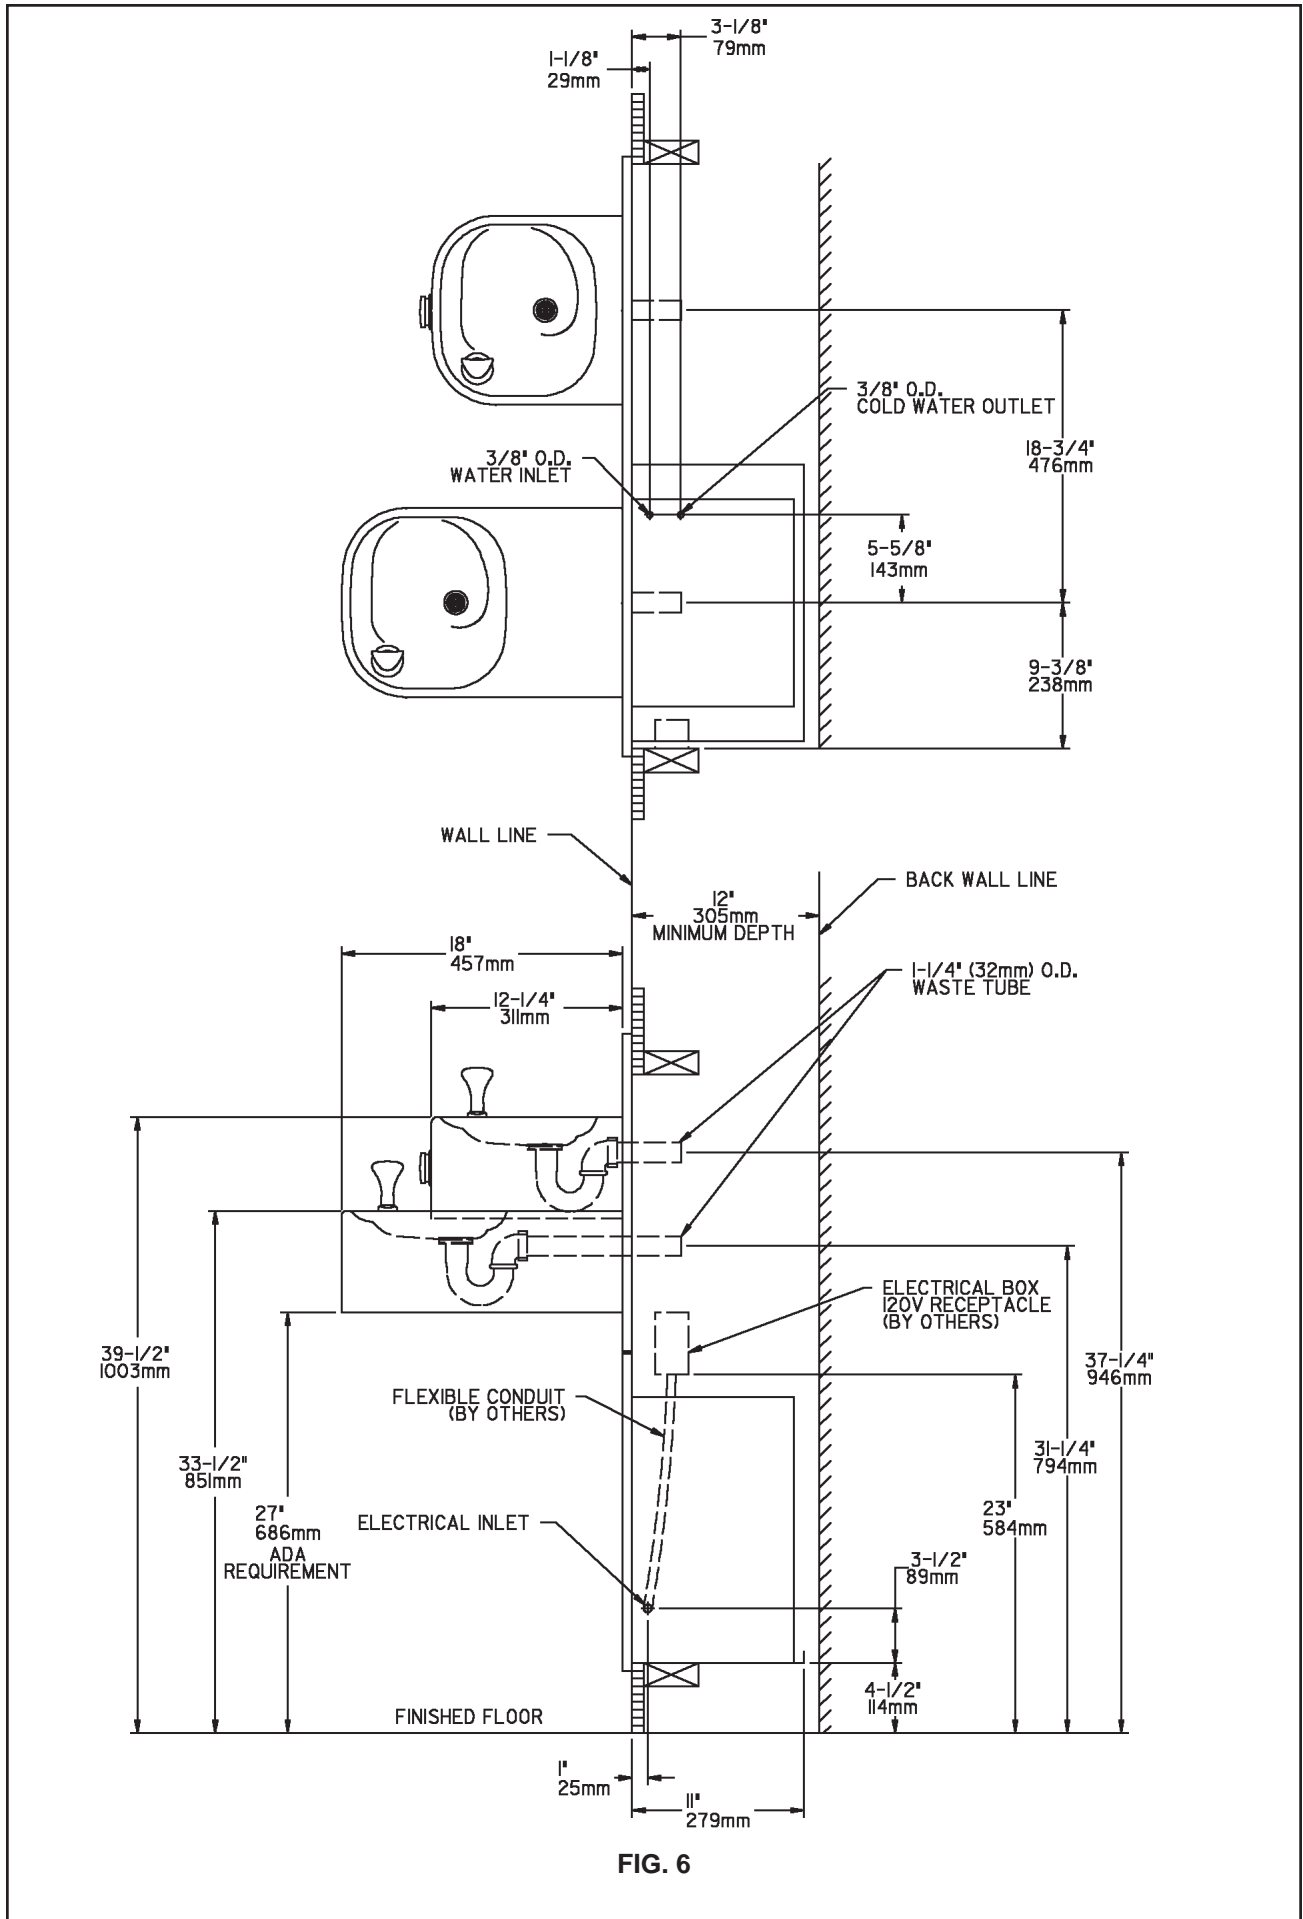 3-1/8"
79mm
1-1/8"
29mm
3/8" O.D.
COLD WATER OUTLET
18-3/4"
476mm
3/8" O.D.
WATER INLET
5-5/8"
143mm
9-3/8"
238mm
WALL LINE
BACK WALL LINE
12"
305mm
MINIMUM DEPTH
18"
457mm
1-1/4" (32mm) O.D.
WASTE TUBE
12-1/4"
311mm
ELECTRICAL BOX
120V RECEPTACLE
(BY OTHERS)
39-1/2"
1003mm
37-1/4"
946mm
FLEXIBLE CONDUIT
(BY OTHERS)
31-1/4"
794mm
33-1/2"
851mm
27"
686mm
ADA
REQUIREMENT
23"
584mm
ELECTRICAL INLET
3-1/2"
89mm
4-1/2"
114mm
FINISHED FLOOR
1"
25mm
11"
279mm
FIG. 6